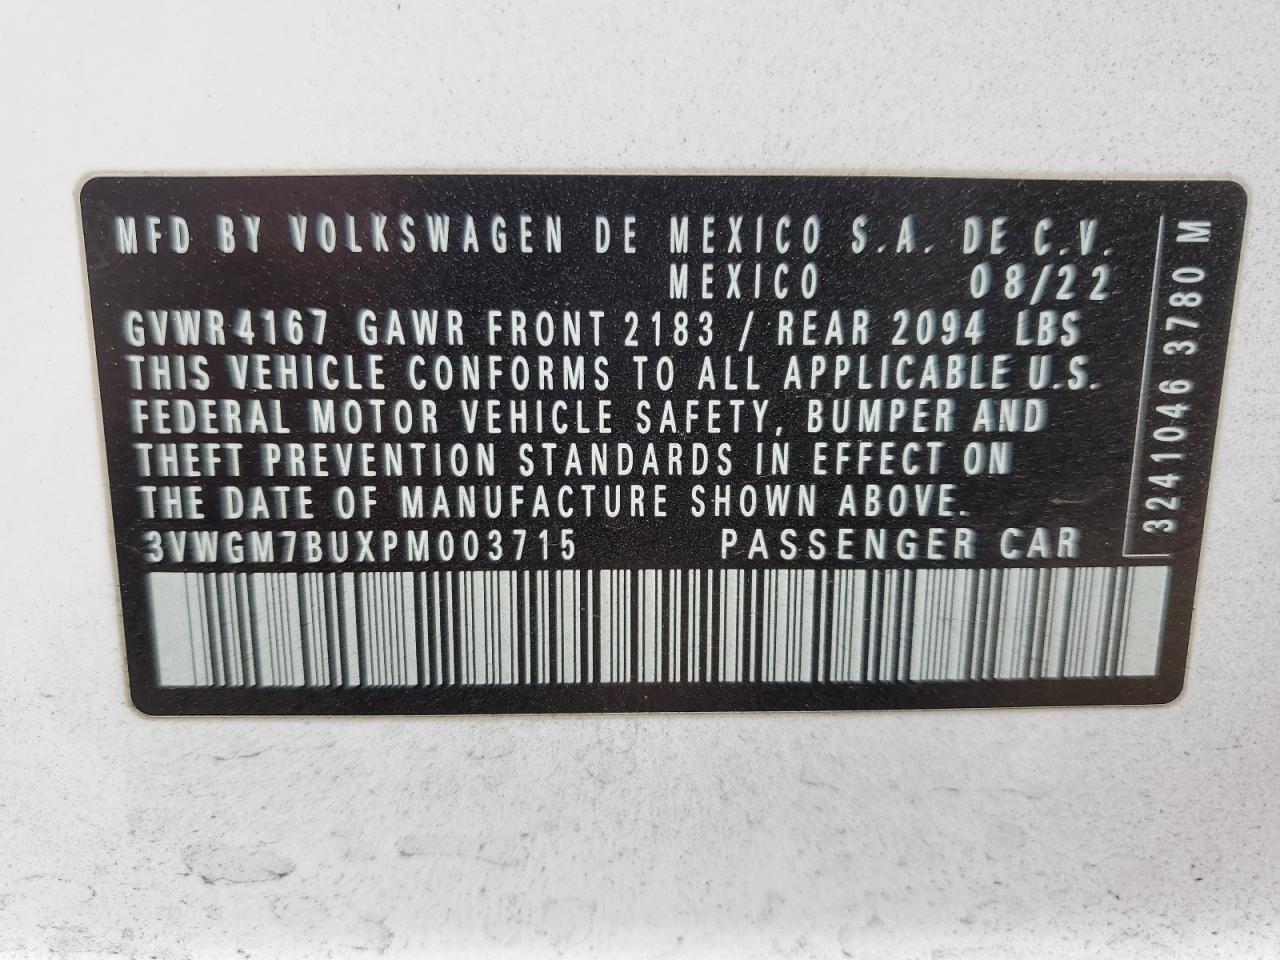 MFD BY VOLKSWAGEN DE MEXICO S.A. DE C.V.
MEXICO 08/22
GVWR 4167 GAWR FRONT 2183 / REAR 2094 LBS
THIS VEHICLE CONFORMS TO ALL APPLICABLE U.S.
FEDERAL MOTOR VEHICLE SAFETY, BUMPER AND
THEFT PREVENTION STANDARDS IN EFFECT ON
THE DATE OF MANUFACTURE SHOWN ABOVE.
3VWGM7BUXPM003715 PASSENGER CAR
3241046 3780 M